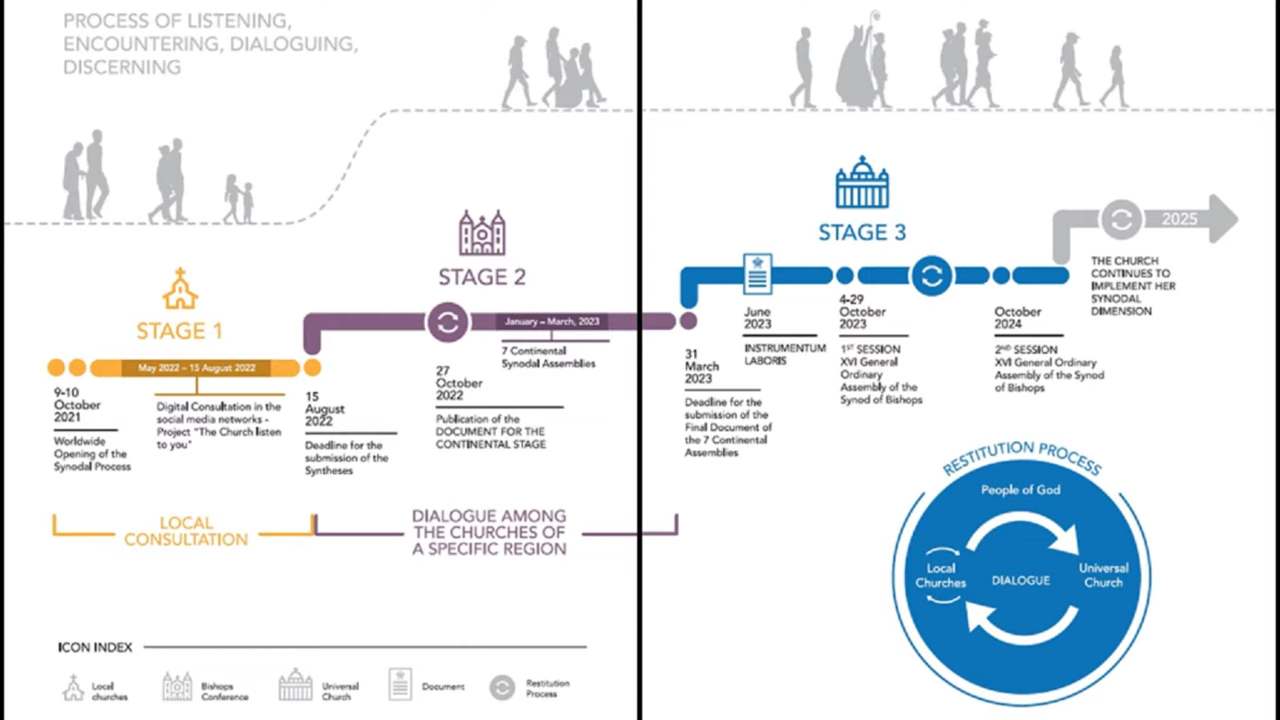 PROCESS OF LISTENING,
ENCOUNTERING, DIALOGUING,
DISCERNING
STAGE 1
May 2022 – 15 August 2022
9-10
October
2021
Worldwide
Opening of the
Synodal Process
Digital Consultation in the
social media networks -
Project "The Church listen
to you"
15
August
2022
Deadline for the
submission of the
Syntheses
LOCAL
CONSULTATION
STAGE 2
January – March, 2023
27
October
2022
Publication of the
DOCUMENT FOR THE
CONTINENTAL STAGE
7 Continental
Synodal Assemblies
DIALOGUE AMONG
THE CHURCHES OF
A SPECIFIC REGION
31
March
2023
Deadline for the
submission of the
Final Document of
the 7 Continental
Assemblies
STAGE 3
June
2023
INSTRUMENTUM
LABORIS
4-29
October
2023
1ST SESSION
XVI General
Ordinary
Assembly of the
Synod of Bishops
October
2024
2ND SESSION
XVI General Ordinary
Assembly of the Synod
of Bishops
2025
THE CHURCH
CONTINUES TO
IMPLEMENT HER
SYNODAL
DIMENSION
RESTITUTION PROCESS
People of God
Local
Churches
DIALOGUE
Universal
Church
ICON INDEX
Local
churches
Bishops
Conference
Universal
Church
Document
Restitution
Process